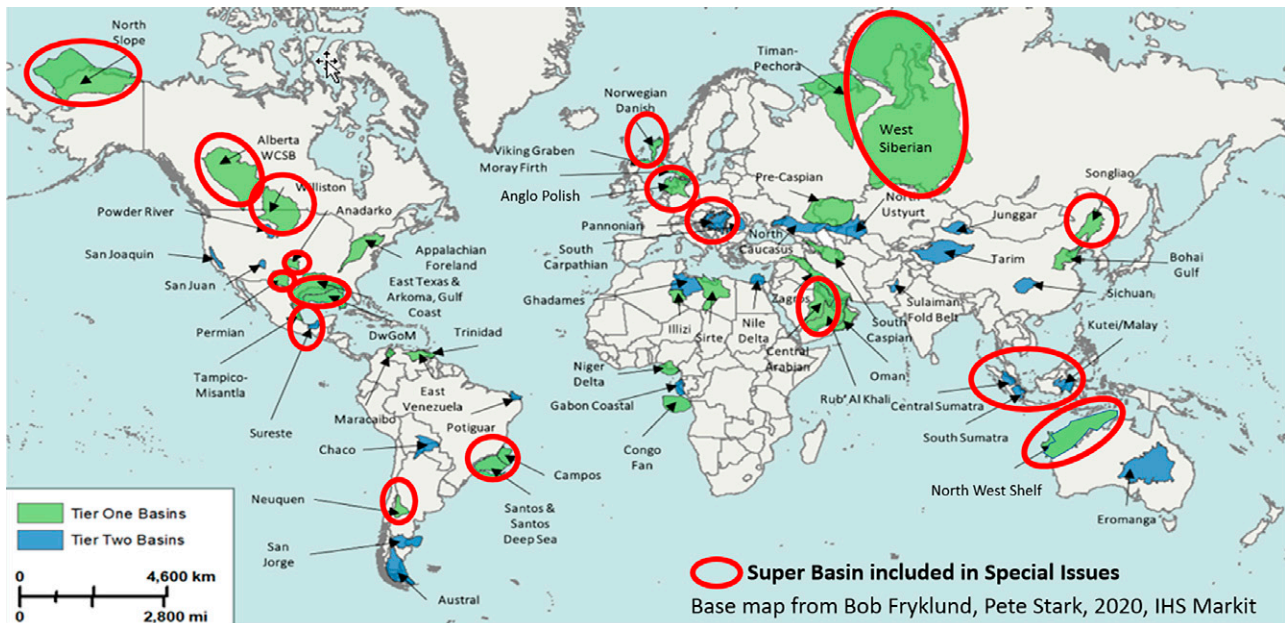 North
Slope
Alberta
WCSB
Williston
Powder River
Anadarko
San Joaquin
Appalachian
Foreland
San Juan
East Texas &
Arkoma, Gulf
Coast
Permian
DwGoM
Trinidad
Tampico-
Misantla
East
Venezuela
Maracaibo
Sureste
Potiguar
Chaco
Campos
Neuquen
Santos &
Santos
Deep Sea
San
Jorge
Austral
Timan-
Pechora
Norwegian
Danish
West
Siberian
Viking Graben
Moray Firth
Anglo Polish
Pre-Caspian
Songliao
North
Ustyurt
Junggar
Pannonian
North
Caucasus
South
Carpathian
Tarim
Bohai
Gulf
Ghadames
Zagros
Sulaiman
Fold Belt
Sichuan
Illizi
Sirte
Nile
Delta
South
Caspian
Kutei/Malay
Central
Arabian
Niger
Delta
Oman
Gabon Coastal
Rub' Al Khali
Central Sumatra
Congo
Fan
South Sumatra
North West Shelf
Eromanga
Tier One Basins
Tier Two Basins
0 4,600 km
0 2,800 mi
Super Basin included in Special Issues
Base map from Bob Fryklund, Pete Stark, 2020, IHS Markit